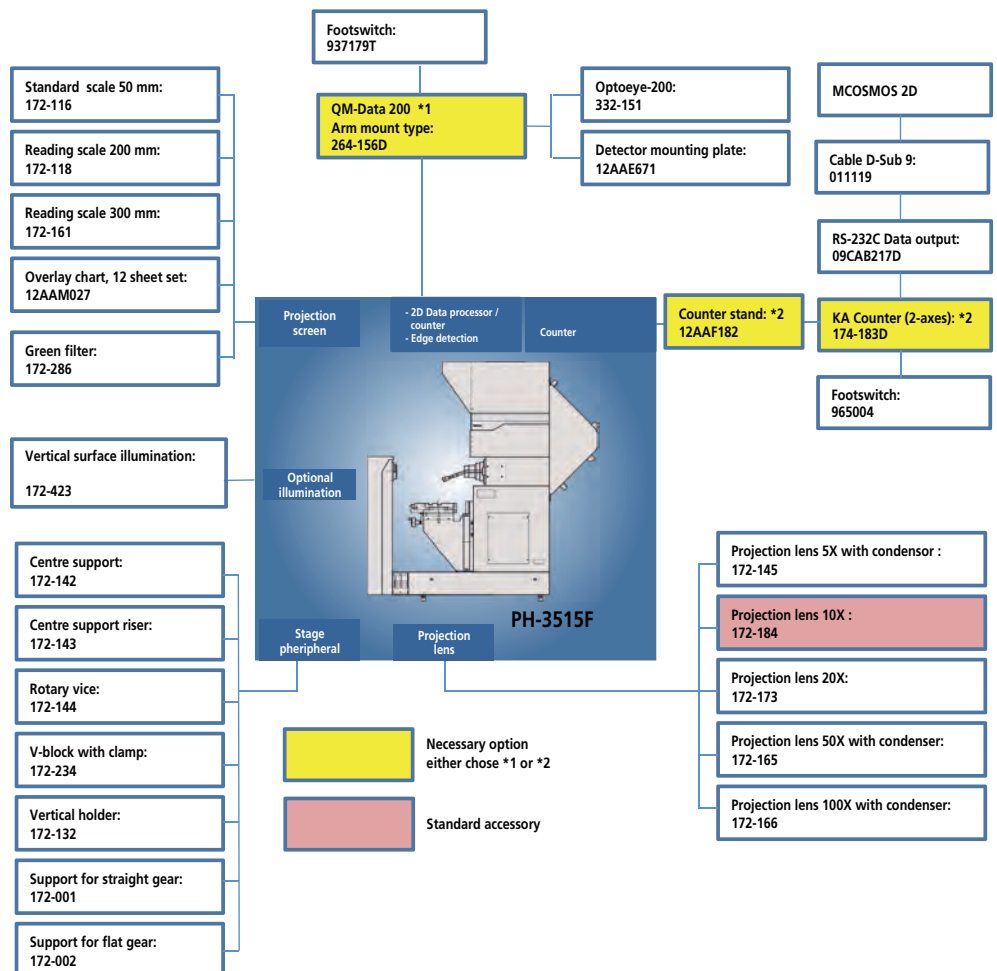 Footswitch:
937179T
Standard scale 50 mm:
172-116
Reading scale 200 mm:
172-118
Reading scale 300 mm:
172-161
Overlay chart, 12 sheet set:
12AAM027
Green filter:
172-286
QM-Data 200 *1
Arm mount type:
264-156D
Optoeye-200:
332-151
Detector mounting plate:
12AAE671
MCOSMOS 2D
Cable D-Sub 9:
011119
RS-232C Data output:
09CAB217D
Counter stand: *2
12AAF182
KA Counter (2-axes): *2
174-183D
Footswitch:
965004
Projection
screen
- 2D Data processor /
counter
- Edge detection
Counter
Vertical surface illumination:
172-423
Optional
illumination
PH-3515F
Stage
pheripheral
Projection
lens
Centre support:
172-142
Centre support riser:
172-143
Rotary vice:
172-144
V-block with clamp:
172-234
Vertical holder:
172-132
Support for straight gear:
172-001
Support for flat gear:
172-002
Necessary option
either chose *1 or *2
Standard accessory
Projection lens 5X with condensor :
172-145
Projection lens 10X :
172-184
Projection lens 20X:
172-173
Projection lens 50X with condenser:
172-165
Projection lens 100X with condenser:
172-166